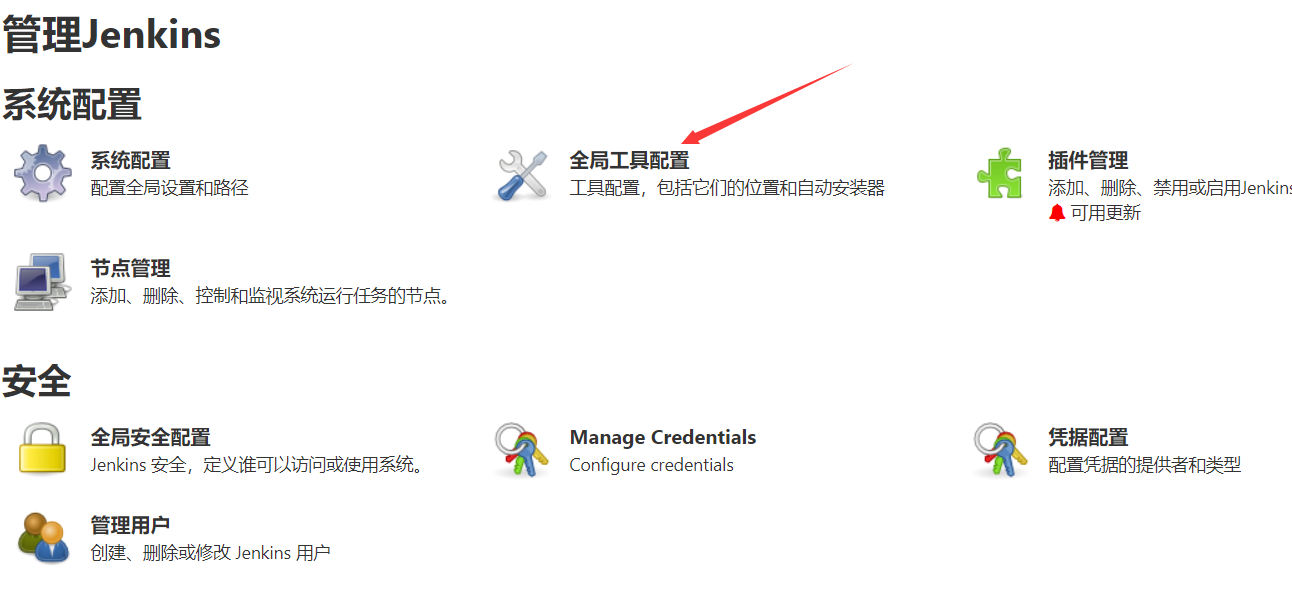 管理Jenkins
系统配置
系统配置
配置全局设置和路径
全局工具配置
工具配置，包括它们的位置和自动安装器
插件管理
添加、删除、禁用或启用Jenkins
可用更新
节点管理
添加、删除、控制和监视系统运行任务的节点。
安全
全局安全配置
Jenkins 安全，定义谁可以访问或使用系统。
Manage Credentials
Configure credentials
凭据配置
配置凭据的提供者和类型
管理用户
创建、删除或修改 Jenkins 用户